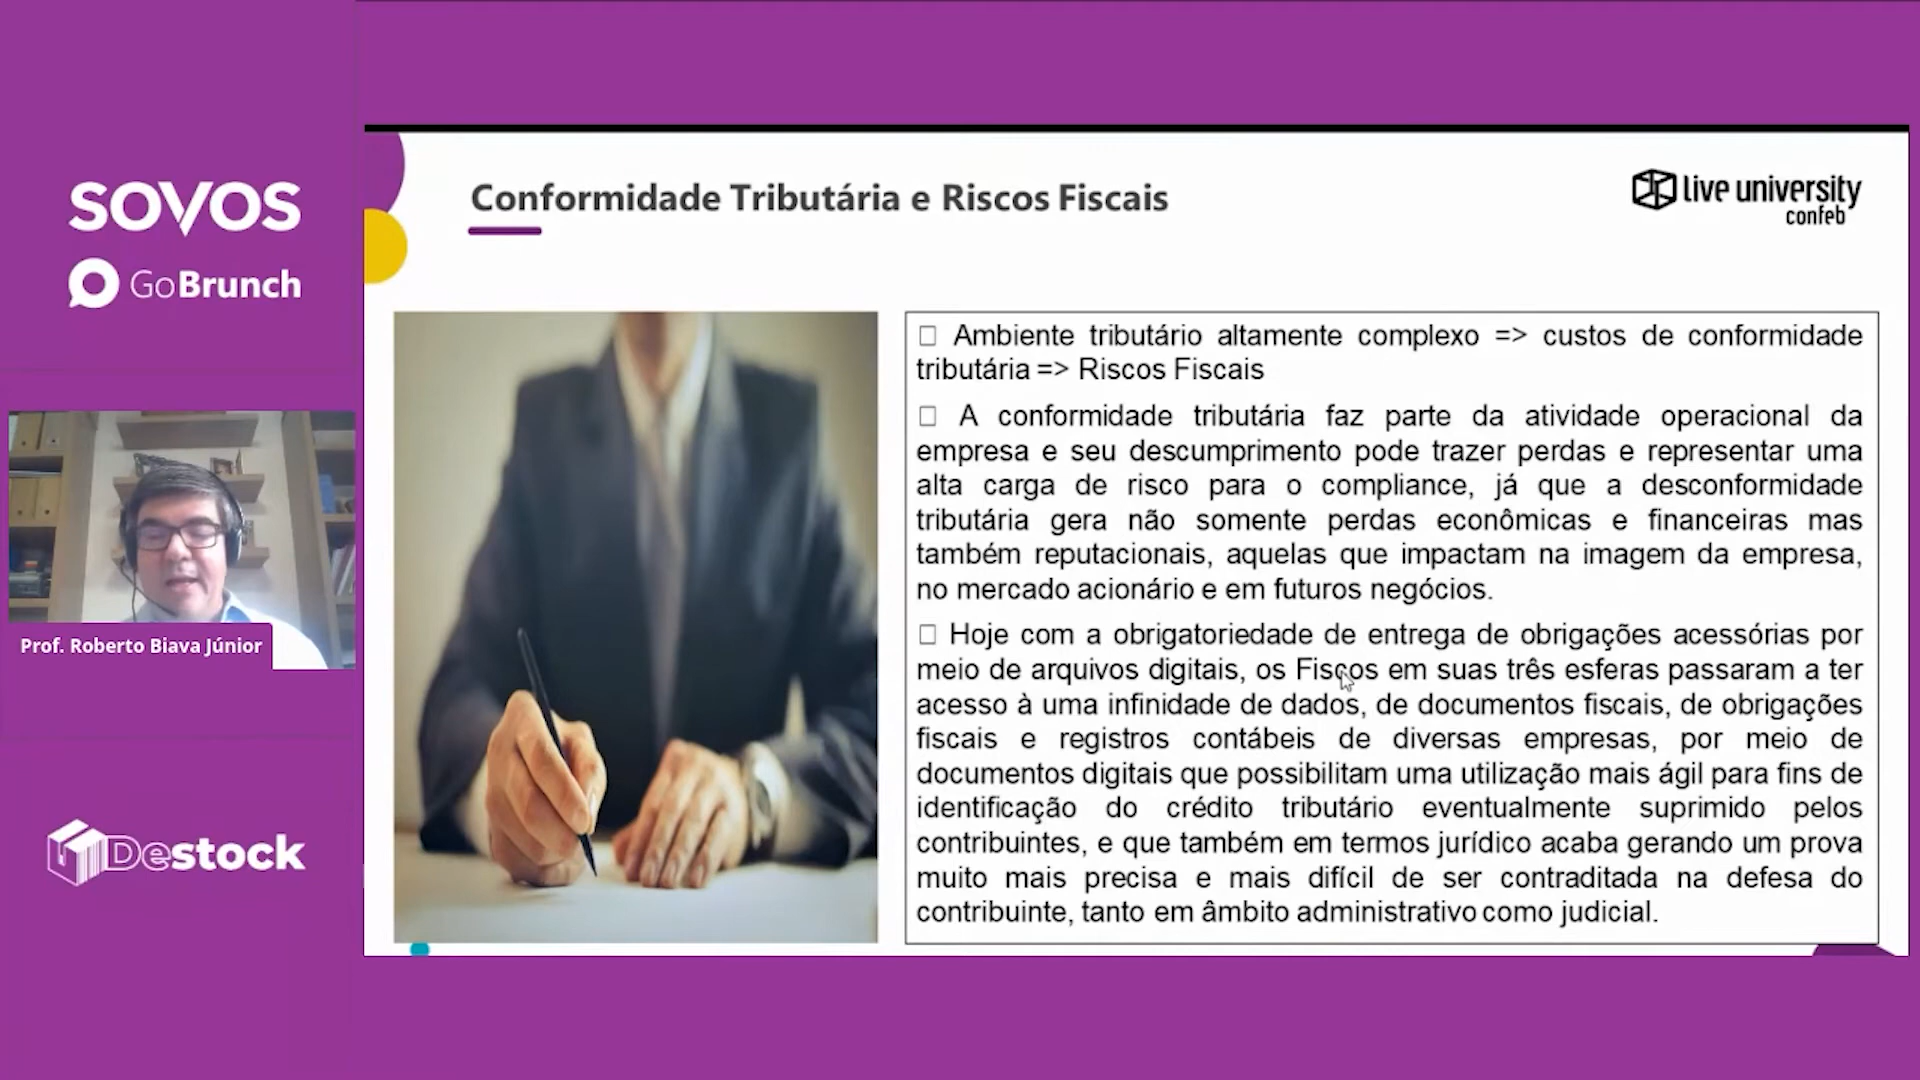 SOVOS
GoBrunch
Prof. Roberto Biava Júnior
Destock
Conformidade Tributária e Riscos Fiscais
live university
confeb
Ambiente tributário altamente complexo => custos de conformidade
tributária => Riscos Fiscais
A conformidade tributária faz parte da atividade operacional da
empresa e seu descumprimento pode trazer perdas e representar uma
alta carga de risco para o compliance, já que a desconformidade
tributária gera não somente perdas econômicas e financeiras mas
também reputacionais, aquelas que impactam na imagem da empresa,
no mercado acionário e em futuros negócios.
Hoje com a obrigatoriedade de entrega de obrigações acessórias por
meio de arquivos digitais, os Fiscos em suas três esferas passaram a ter
acesso à uma infinidade de dados, de documentos fiscais, de obrigações
fiscais e registros contábeis de diversas empresas, por meio de
documentos digitais que possibilitam uma utilização mais ágil para fins de
identificação do crédito tributário eventualmente suprimido pelos
contribuintes, e que também em termos jurídico acaba gerando um prova
muito mais precisa e mais difícil de ser contraditada na defesa do
contribuinte, tanto em âmbito administrativo como judicial.